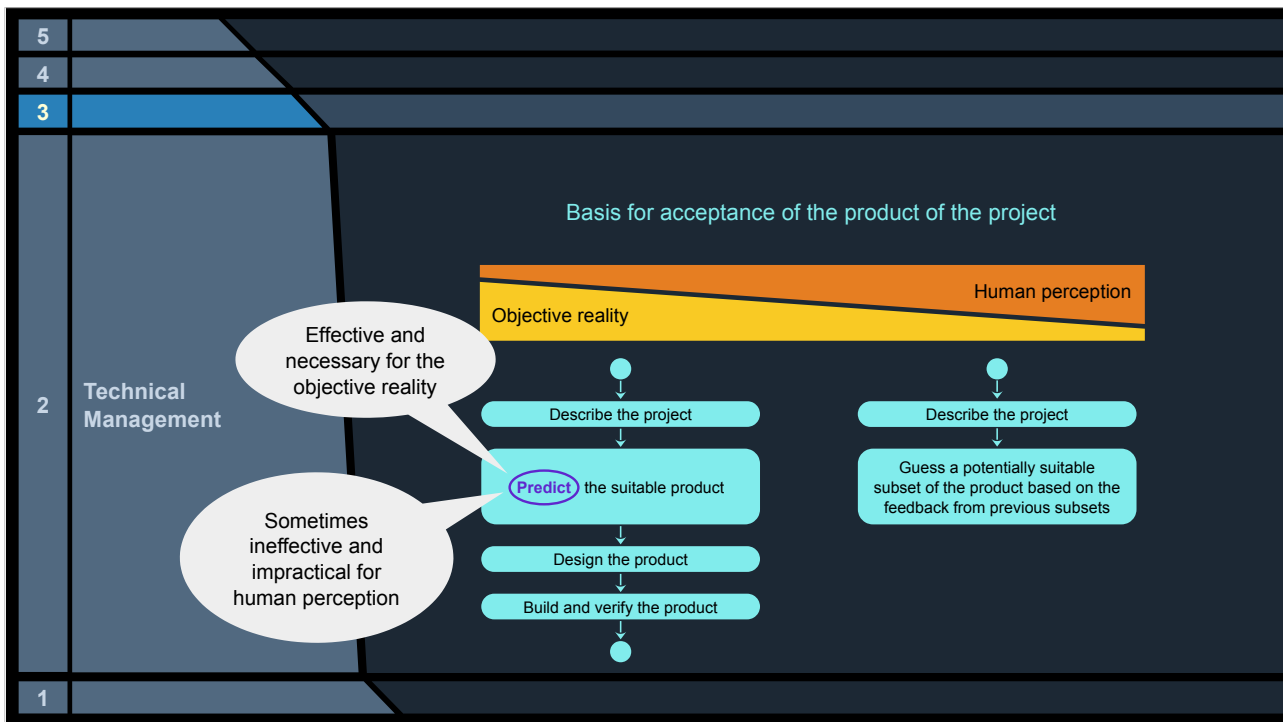 5
4
3
2
Technical
Management
1
Basis for acceptance of the product of the project
Human perception
Objective reality
Effective and
necessary for the
objective reality
Sometimes
ineffective and
impractical for
human perception
Describe the project
Predict the suitable product
Design the product
Build and verify the product
Describe the project
Guess a potentially suitable
subset of the product based on the
feedback from previous subsets